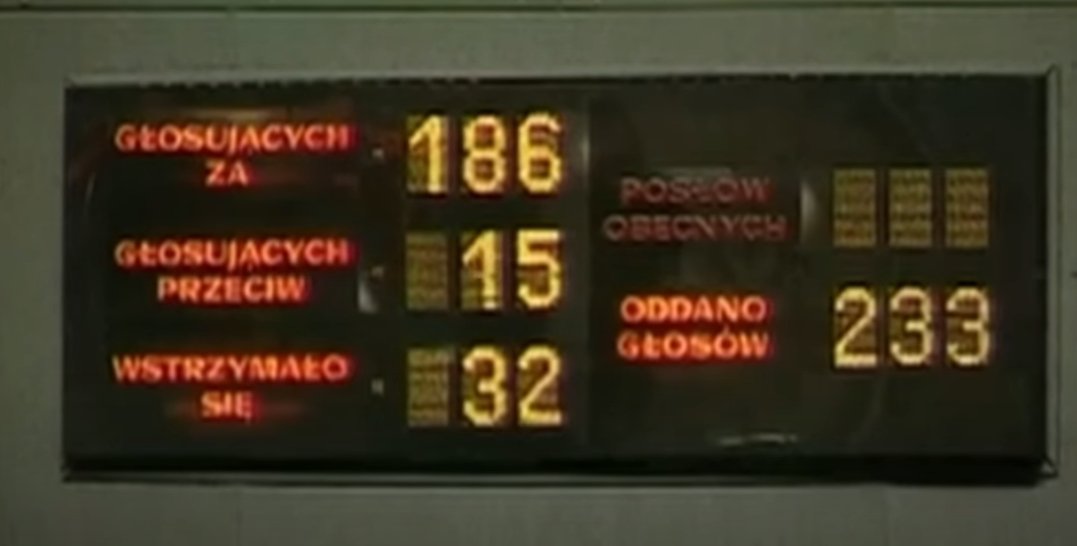 GŁOSUJĄCYCH
ZA
186
GŁOSUJĄCYCH
PRZECIW
15
WSTRZYMAŁO
SIĘ
32
POSŁÓW
OBECNYCH
ODDANO
GŁOSÓW
233